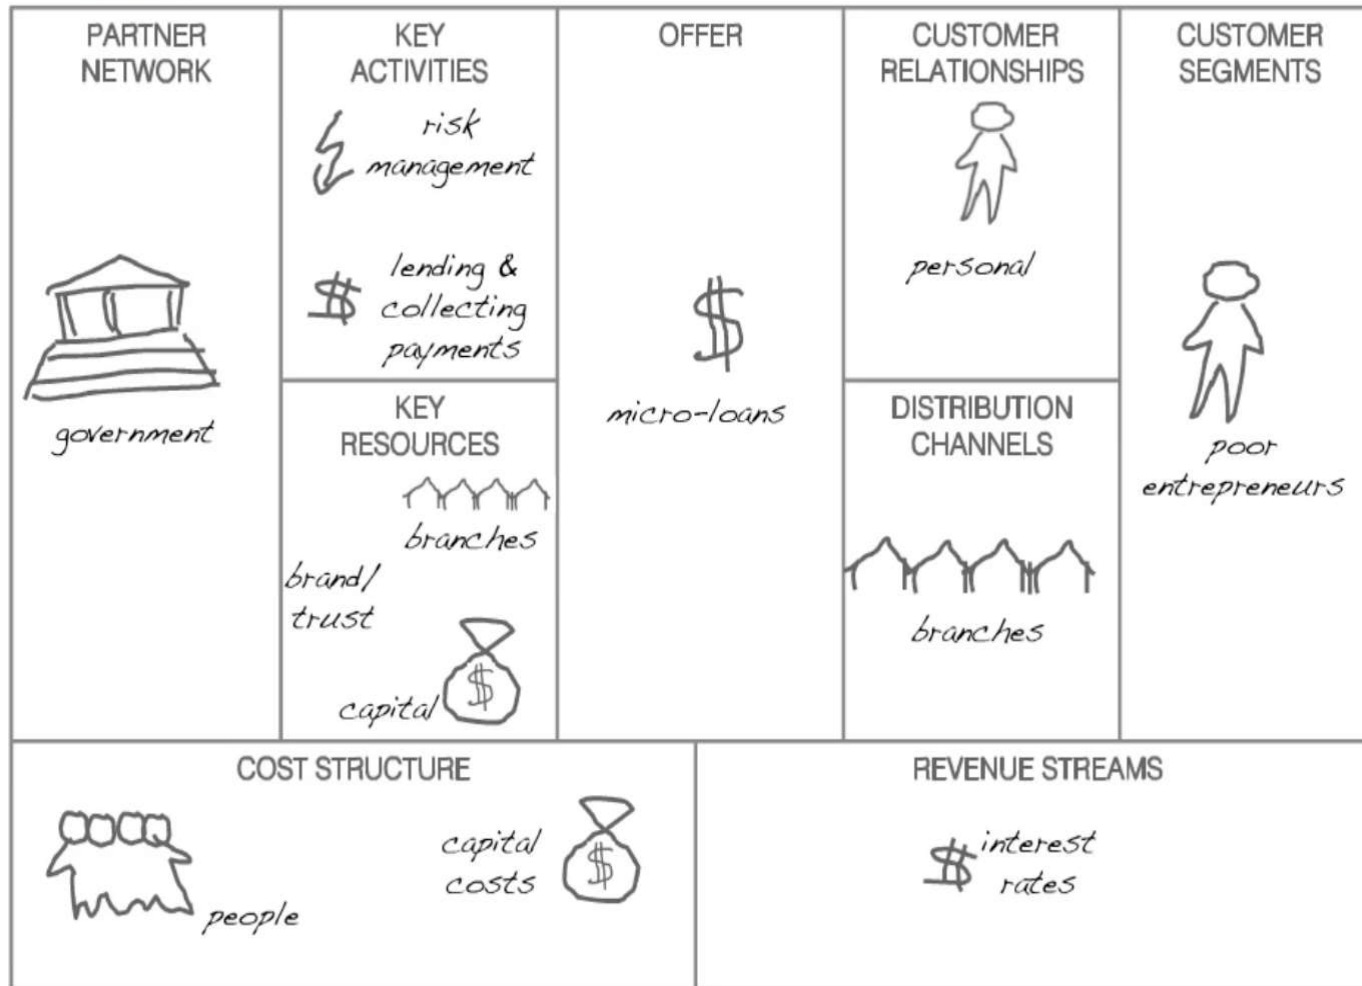 PARTNER
NETWORK
government
KEY
ACTIVITIES
risk
management
$ lending &
collecting
payments
KEY
RESOURCES
branches
brand/
trust
$
capital
OFFER
$
micro-loans
CUSTOMER
RELATIONSHIPS
personal
DISTRIBUTION
CHANNELS
branches
CUSTOMER
SEGMENTS
poor
entrepreneurs
COST STRUCTURE
people
capital
costs
$
REVENUE STREAMS
$ interest
rates